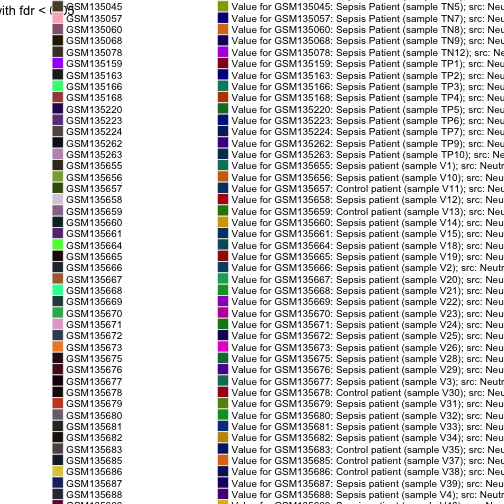 with fdr <
GSM135045 Value for GSM135045: Sepsis Patient (sample TN5); src: Neu
GSM135057 Value for GSM135057: Sepsis Patient (sample TN7); src: Neu
GSM135060 Value for GSM135060: Sepsis Patient (sample TN8); src: Neu
GSM135068 Value for GSM135068: Sepsis Patient (sample TN9); src: Neu
GSM135078 Value for GSM135078: Sepsis Patient (sample TN12); src: Ne
GSM135159 Value for GSM135159: Sepsis Patient (sample TP1); src: Neu
GSM135163 Value for GSM135163: Sepsis Patient (sample TP2); src: Neu
GSM135166 Value for GSM135166: Sepsis Patient (sample TP3); src: Neu
GSM135168 Value for GSM135168: Sepsis Patient (sample TP4); src: Neu
GSM135220 Value for GSM135220: Sepsis Patient (sample TP5); src: Neu
GSM135223 Value for GSM135223: Sepsis Patient (sample TP6); src: Neu
GSM135224 Value for GSM135224: Sepsis Patient (sample TP7); src: Neu
GSM135262 Value for GSM135262: Sepsis Patient (sample TP9); src: Neu
GSM135263 Value for GSM135263: Sepsis Patient (sample TP10); src: Ne
GSM135655 Value for GSM135655: Sepsis patient (sample V1); src: Neut
GSM135656 Value for GSM135656: Sepsis patient (sample V10); src: Neu
GSM135657 Value for GSM135657: Control patient (sample V11); src: Neu
GSM135658 Value for GSM135658: Sepsis patient (sample V12); src: Neu
GSM135659 Value for GSM135659: Control patient (sample V13); src: Neu
GSM135660 Value for GSM135660: Sepsis patient (sample V14); src: Neu
GSM135661 Value for GSM135661: Sepsis patient (sample V15); src: Neu
GSM135664 Value for GSM135664: Sepsis patient (sample V18); src: Neu
GSM135665 Value for GSM135665: Sepsis patient (sample V19); src: Neu
GSM135666 Value for GSM135666: Sepsis patient (sample V2); src: Neutr
GSM135667 Value for GSM135667: Sepsis patient (sample V20); src: Neu
GSM135668 Value for GSM135668: Sepsis patient (sample V21); src: Neu
GSM135669 Value for GSM135669: Sepsis patient (sample V22); src: Neu
GSM135670 Value for GSM135670: Sepsis patient (sample V23); src: Neu
GSM135671 Value for GSM135671: Sepsis patient (sample V24); src: Neu
GSM135672 Value for GSM135672: Sepsis patient (sample V25); src: Neu
GSM135673 Value for GSM135673: Sepsis patient (sample V26); src: Neu
GSM135675 Value for GSM135675: Sepsis patient (sample V28); src: Neu
GSM135676 Value for GSM135676: Sepsis patient (sample V29); src: Neu
GSM135677 Value for GSM135677: Sepsis patient (sample V3); src: Neutr
GSM135678 Value for GSM135678: Control patient (sample V30); src: Neu
GSM135679 Value for GSM135679: Sepsis patient (sample V31); src: Neu
GSM135680 Value for GSM135680: Sepsis patient (sample V32); src: Neu
GSM135681 Value for GSM135681: Sepsis patient (sample V33); src: Neu
GSM135682 Value for GSM135682: Sepsis patient (sample V34); src: Neu
GSM135683 Value for GSM135683: Control patient (sample V35); src: Neu
GSM135685 Value for GSM135685: Control patient (sample V37); src: Neu
GSM135686 Value for GSM135686: Control patient (sample V38); src: Neu
GSM135687 Value for GSM135687: Sepsis patient (sample V39); src: Neu
GSM135688 Value for GSM135688: Sepsis patient (sample V4); src: Neut